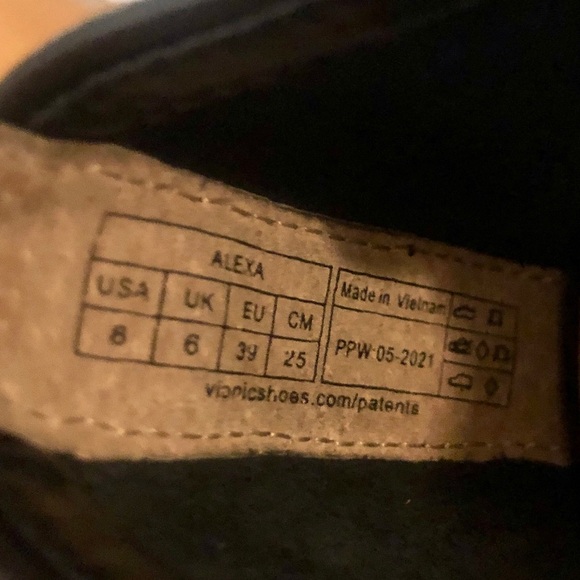 ALEXA
USA UK EU CM
8 6 39 25
Made in Vietnam
PPW 05-2021
vionicshoes.com/patents